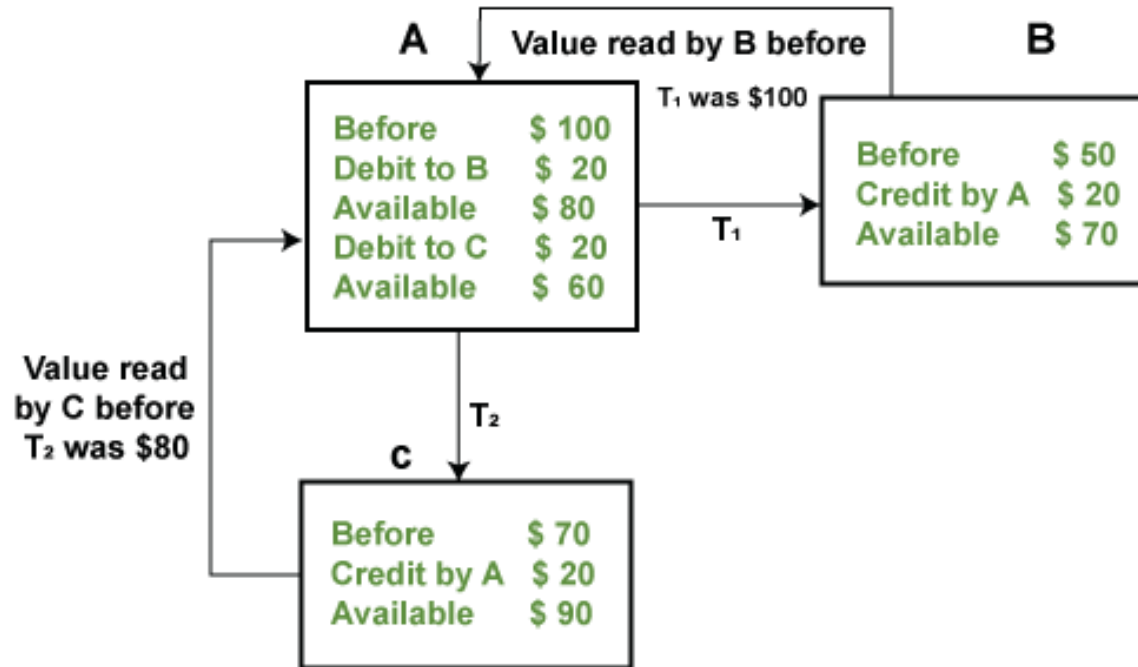 A
Value read by B before
T₁ was $100
B
Before $ 100
Debit to B $ 20
Available $ 80
Debit to C $ 20
Available $ 60
T₁
Before $ 50
Credit by A $ 20
Available $ 70
Value read
by C before
T₂ was $80
T₂
c
Before $ 70
Credit by A $ 20
Available $ 90